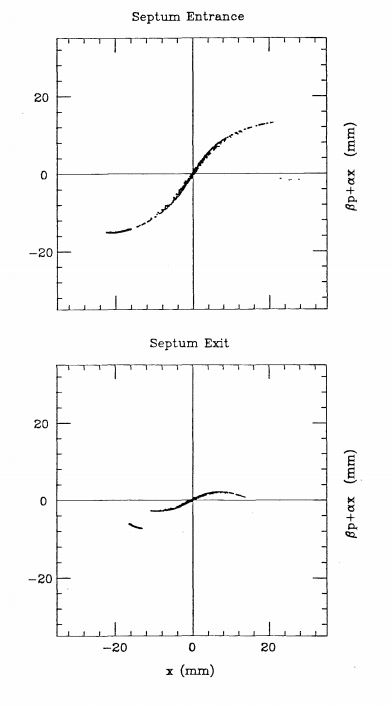 Septum Entrance
20
0
−20
βp+αx (mm)
Septum Exit
20
0
−20
βp+αx (mm)
−20 0 20
x (mm)